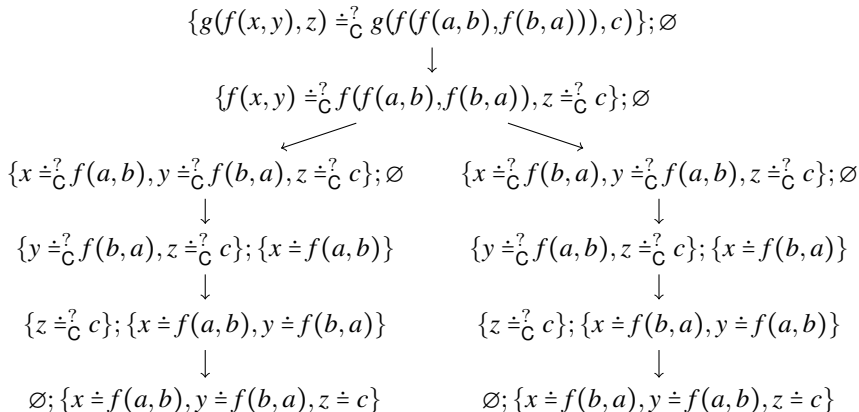 {g(f(x,y),z) ≐?C g(f(f(a,b),f(b,a))),c)};∅
↓
{f(x,y) ≐?C f(f(a,b),f(b,a)),z ≐?C c};∅
{x ≐?C f(a,b),y ≐?C f(b,a),z ≐?C c};∅ {x ≐?C f(b,a),y ≐?C f(a,b),z ≐?C c};∅
↓ ↓
{y ≐?C f(b,a),z ≐?C c};{x ≐ f(a,b)} {y ≐?C f(a,b),z ≐?C c};{x ≐ f(b,a)}
↓ ↓
{z ≐?C c};{x ≐ f(a,b),y ≐ f(b,a)} {z ≐?C c};{x ≐ f(b,a),y ≐ f(a,b)}
↓ ↓
∅;{x ≐ f(a,b),y ≐ f(b,a),z ≐ c} ∅;{x ≐ f(b,a),y ≐ f(a,b),z ≐ c}